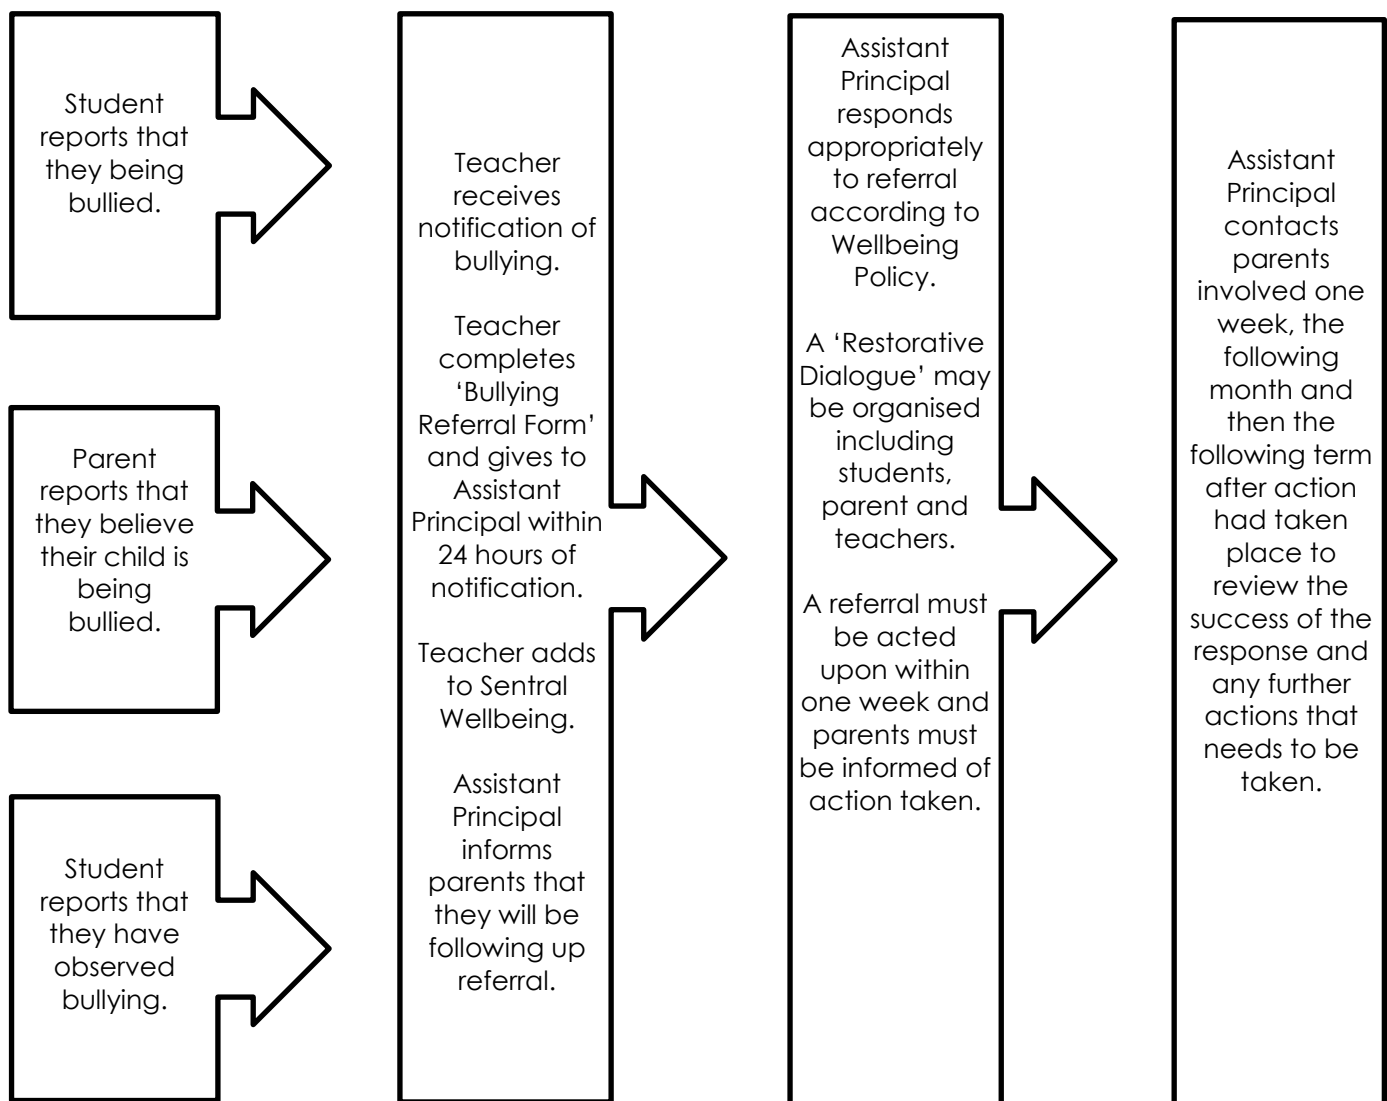 Student
reports that
they being
bullied.
Parent
reports that
they believe
their child is
being
bullied.
Student
reports that
they have
observed
bullying.
Teacher
receives
notification of
bullying.
Teacher
completes
‘Bullying
Referral Form’
and gives to
Assistant
Principal within
24 hours of
notification.
Teacher adds
to Sentral
Wellbeing.
Assistant
Principal
informs
parents that
they will be
following up
referral.
Assistant
Principal
responds
appropriately
to referral
according to
Wellbeing
Policy.
A ‘Restorative
Dialogue’ may
be organised
including
students,
parent and
teachers.
A referral must
be acted
upon within
one week and
parents must
be informed of
action taken.
Assistant
Principal
contacts
parents
involved one
week, the
following
month and
then the
following term
after action
had taken
place to
review the
success of the
response and
any further
actions that
needs to be
taken.